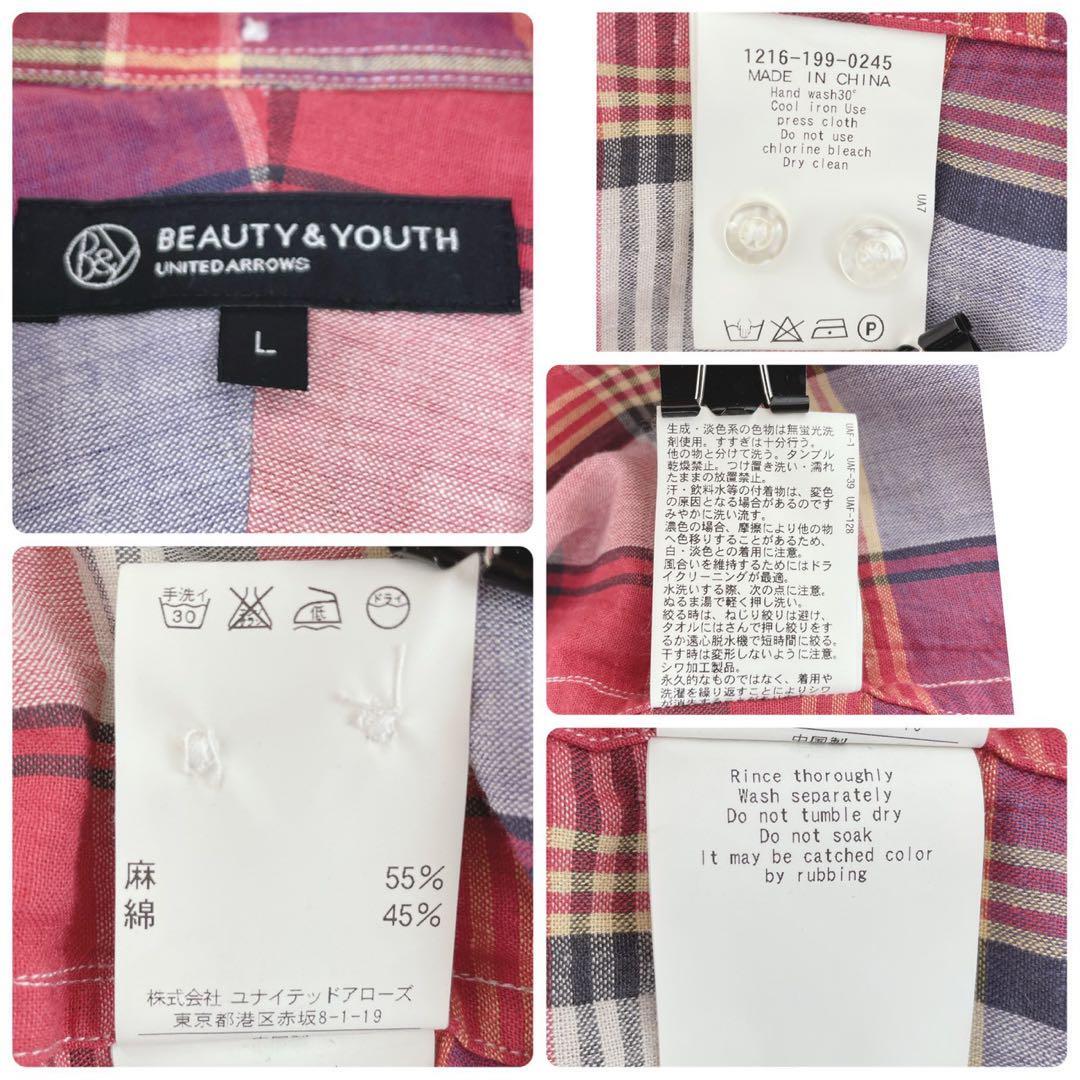 B&Y
BEAUTY & YOUTH
UNITED ARROWS
L
1216-199-0245
MADE IN CHINA
Hand wash30°
Cool iron Use
press cloth
Do not use
chlorine bleach
Dry clean
UA7
P
生成・淡色系の色物は無蛍光洗
剤使用。すすぎは十分行う。
他の物と分けて洗う。タンブル
乾燥禁止。つけ置き洗い・濡れ
たままの放置禁止。
汗・飲料水等の付着物は、変色
の原因となる場合があるのです
みやかに洗い流す。
濃色の場合、摩擦により他の物
へ色移りすることがあるため、
白・淡色との着用に注意。
風合いを維持するためにはドラ
イクリーニングが最適。
水洗いする際、次の点に注意。
ぬるま湯で軽く押し洗い。
絞る時は、ねじり絞りは避け、
タオルにはさんで押し絞りをす
るか遠心脱水機で短時間に絞る。
干す時は変形しないように注意。
シワ加工製品。
永久的なものではなく、着用や
洗濯を繰り返すことによりシワ
UAF-1 UAF-39 UAF-128
手洗イ
30
エンソ
サラシ
低
ドライ
麻 55%
綿 45%
株式会社 ユナイテッドアローズ
東京都港区赤坂8-1-19
中国製
Rince thoroughly
Wash separately
Do not tumble dry
Do not soak
It may be catched color
by rubbing